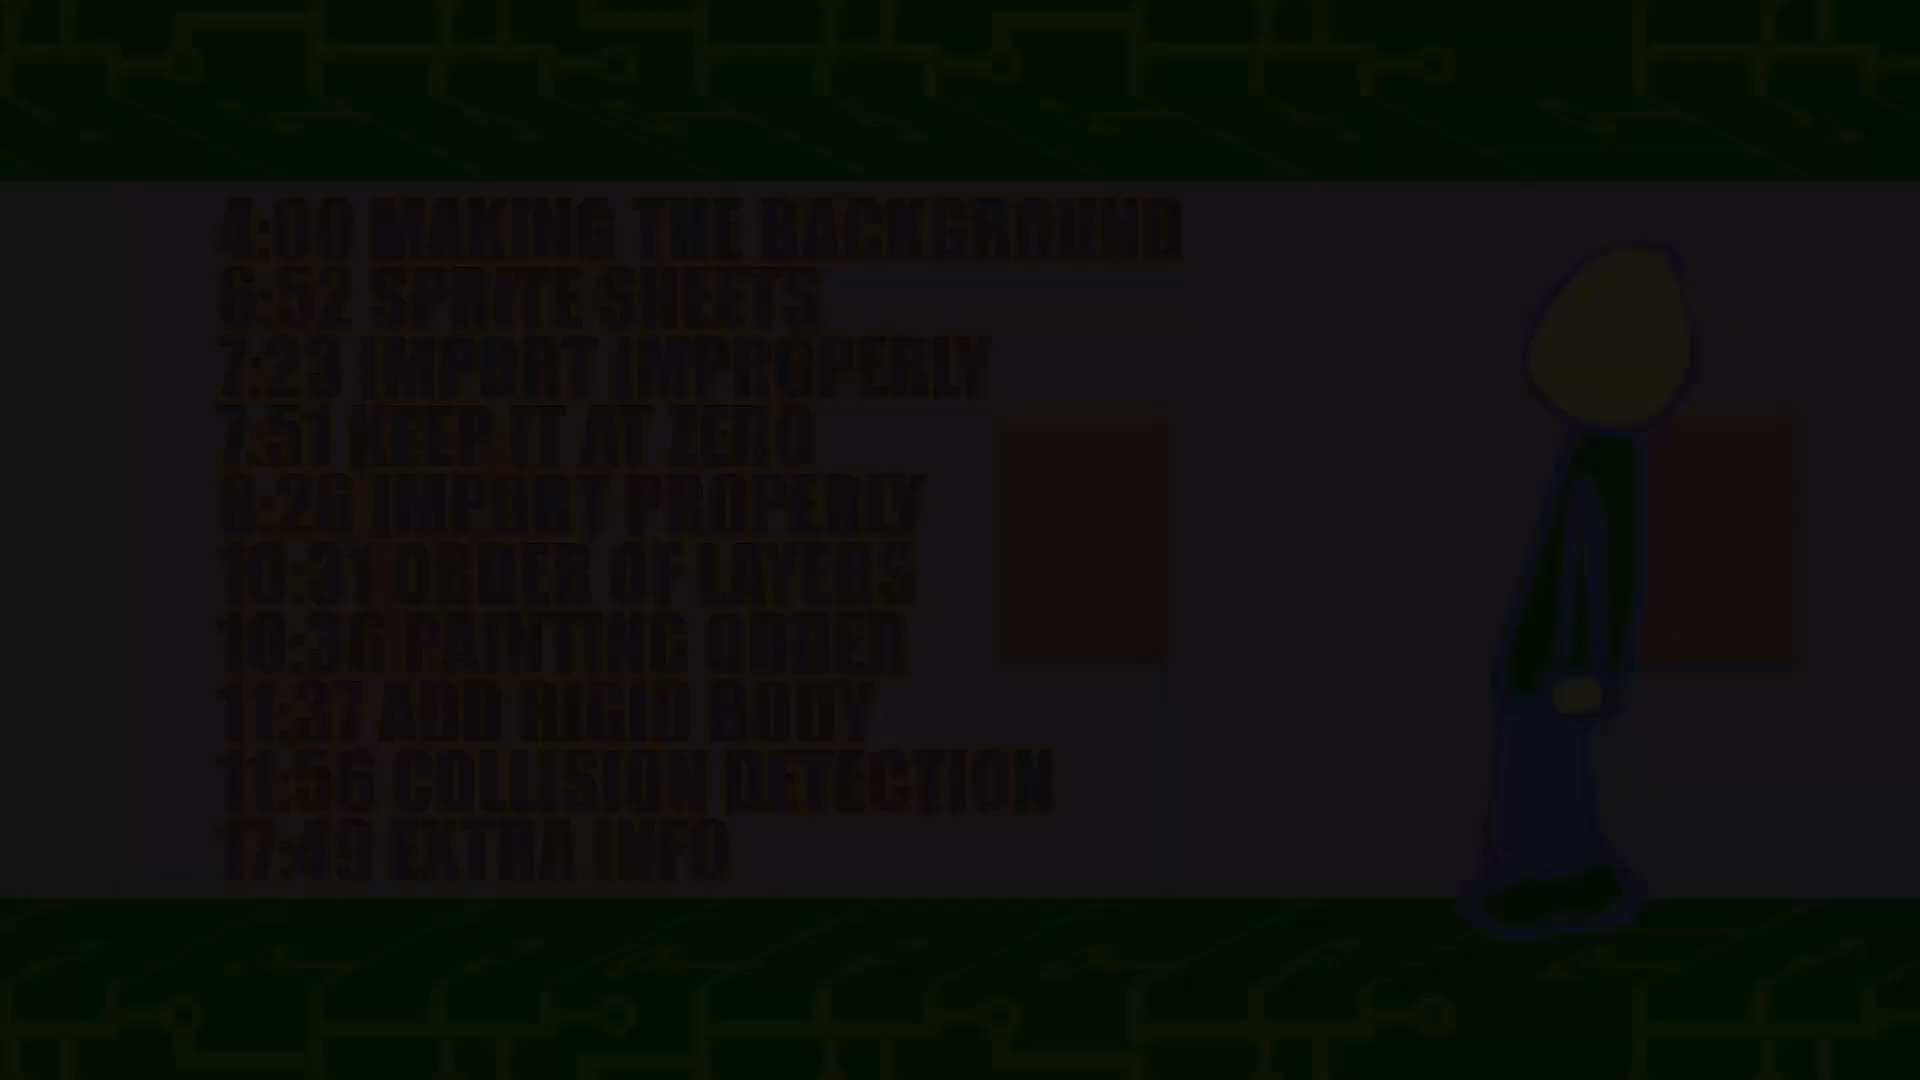 4:00 MAKING THE BACKGROUND
6:52 SPRITE SHEETS
7:23 IMPORT IMPROPERLY
7:51 KEEP IT AT ZERO
8:26 IMPORT PROPERLY
10:31 ORDER OF LAYERS
10:36 PAINTING ORDER
11:37 ADD RIGID BODY
11:56 COLLISION DETECTION
17:49 EXTRA INFO